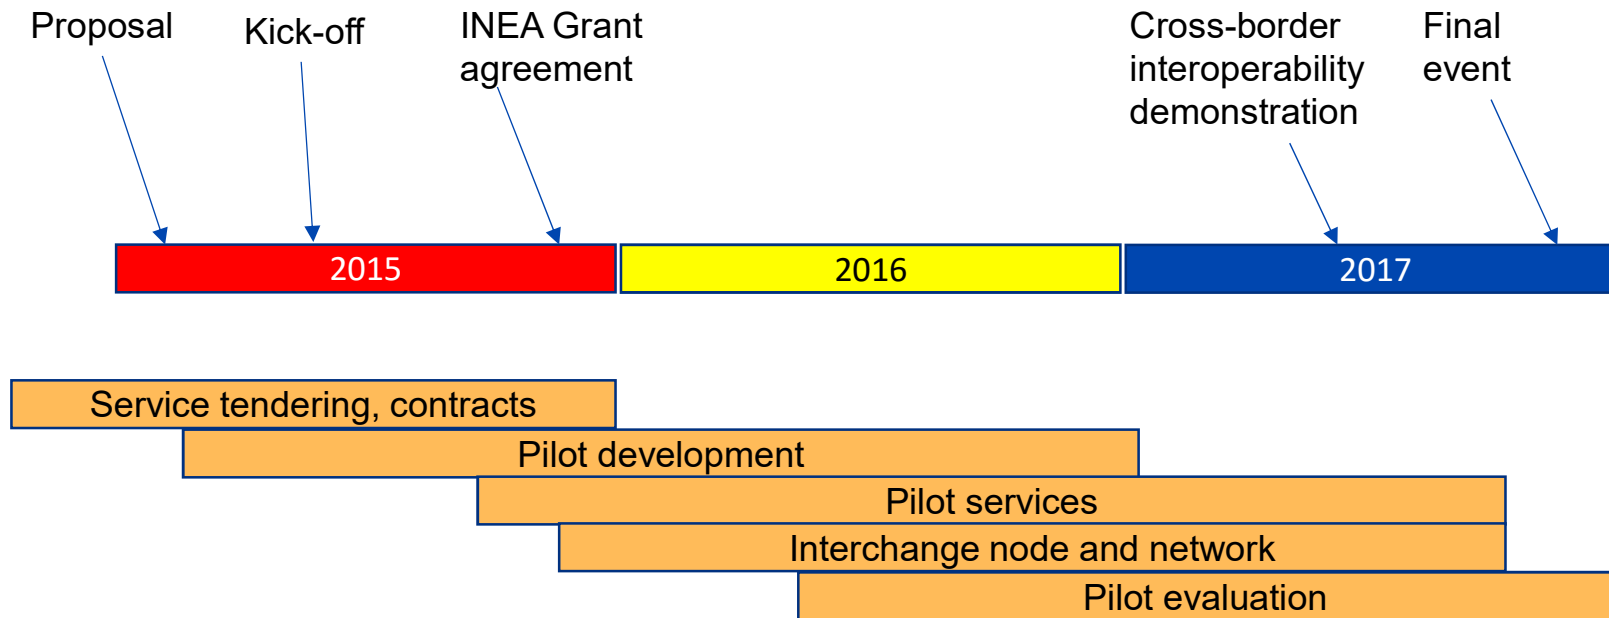 Proposal
Kick-off
INEA Grant
agreement
Cross-border
interoperability
demonstration
Final
event
2015
2016
2017
Service tendering, contracts
Pilot development
Pilot services
Interchange node and network
Pilot evaluation